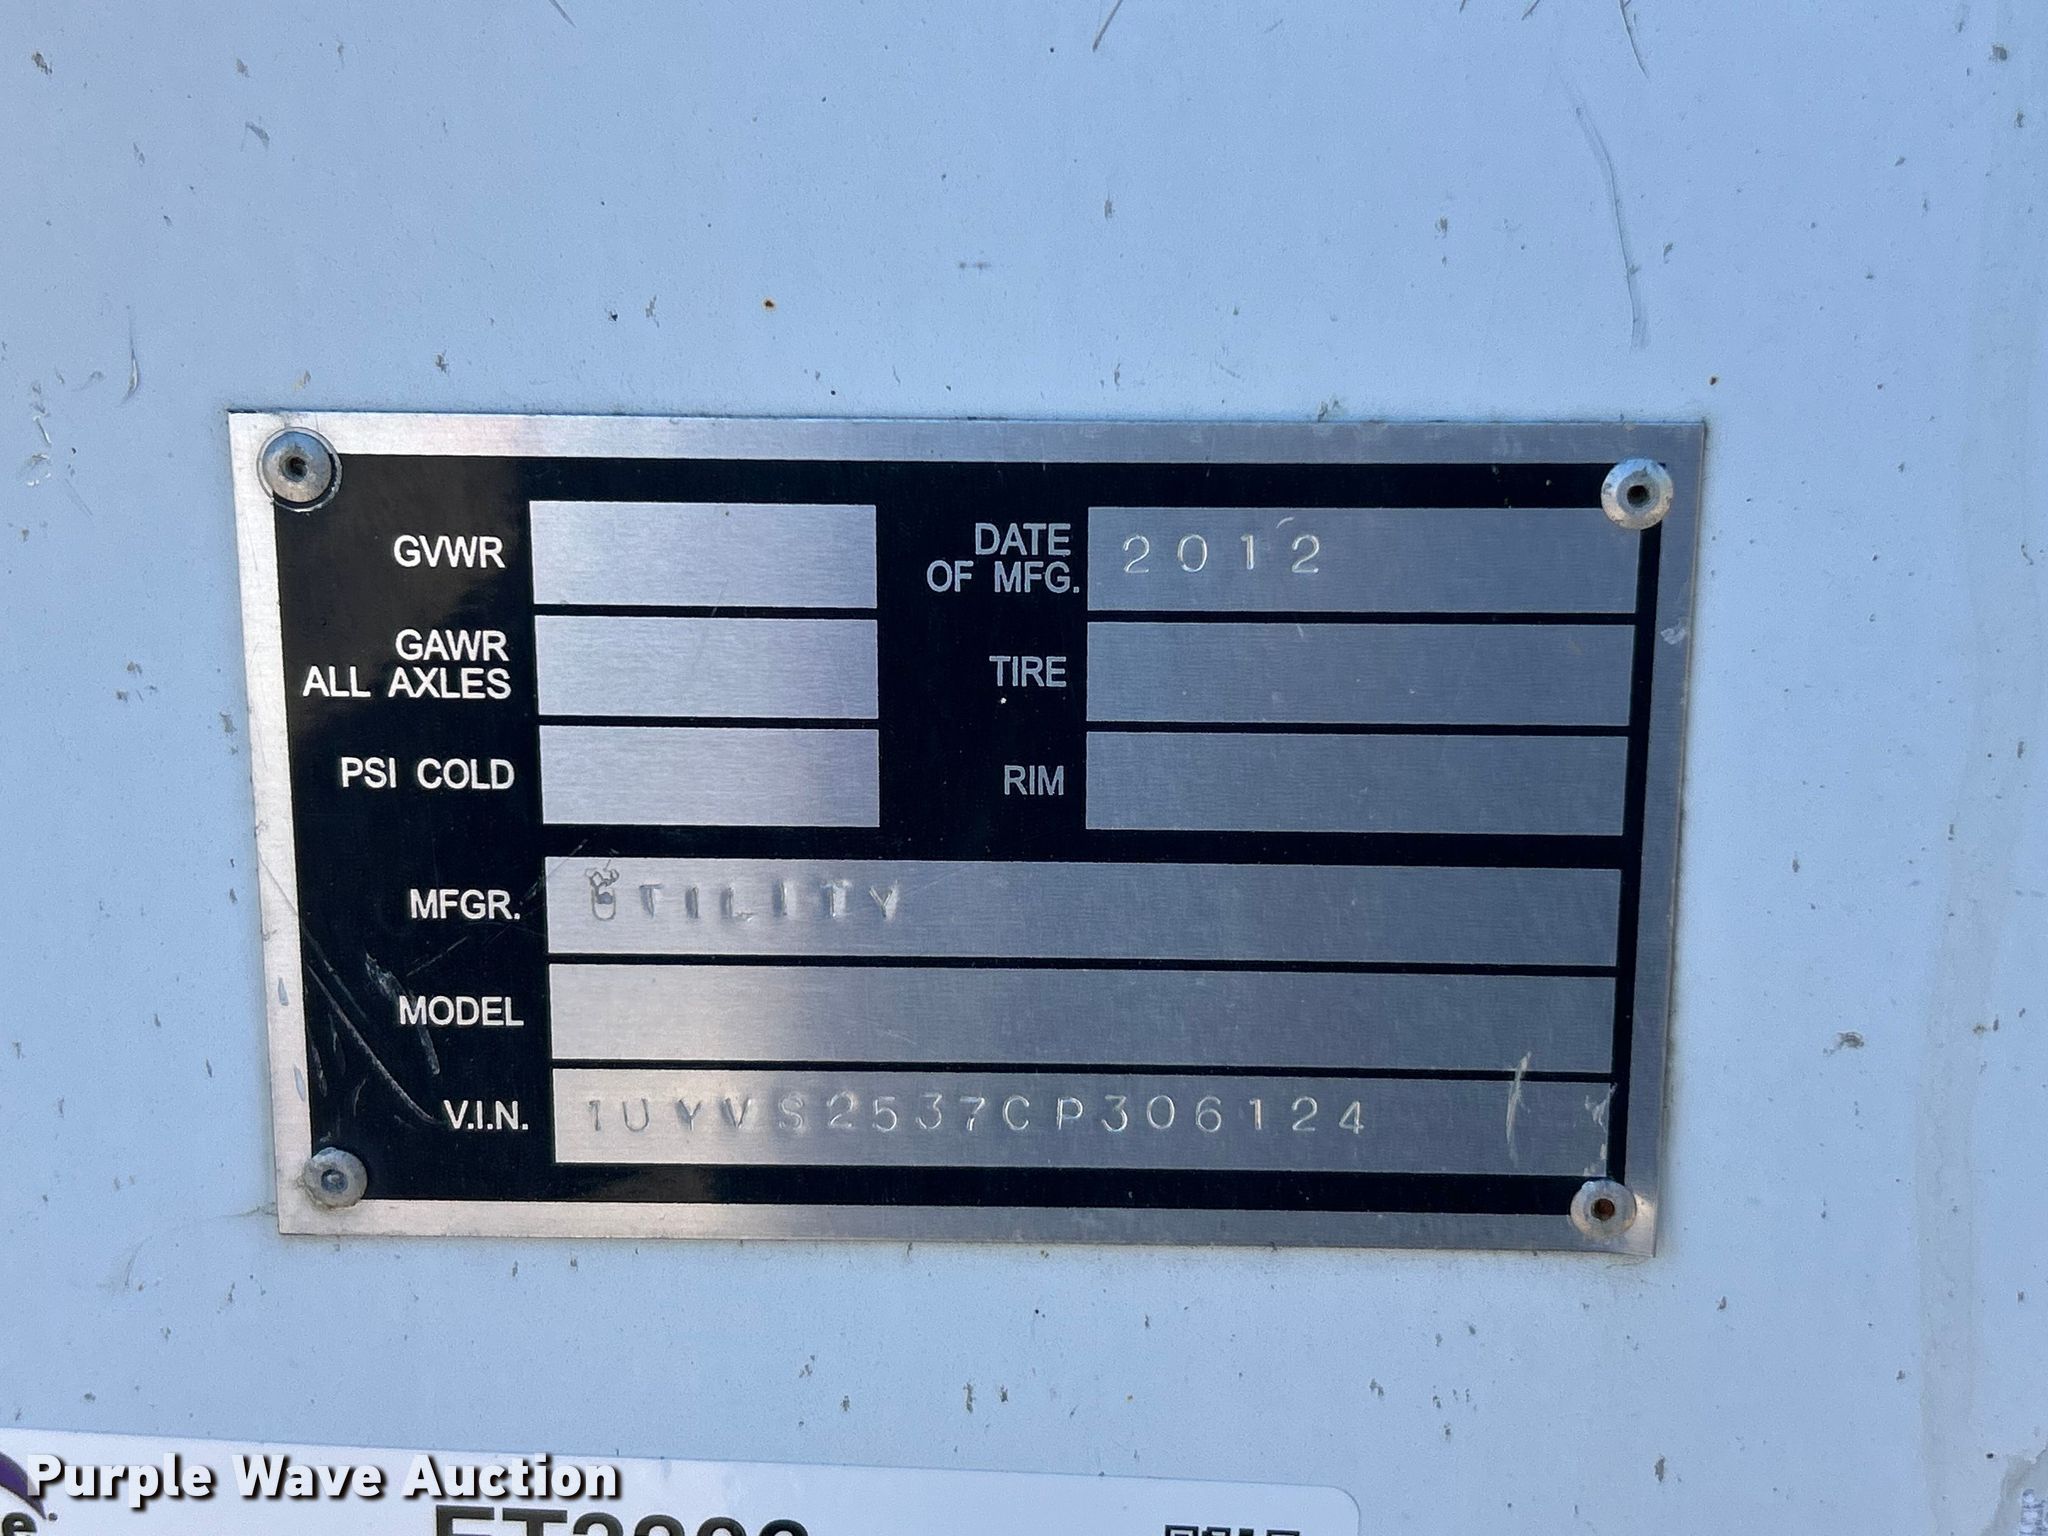 GVWR
DATE
OF MFG. 2012
GAWR
ALL AXLES
TIRE
PSI COLD
RIM
MFGR. UTILITY
MODEL
V.I.N. 1UYVS2537CP306124
Purple Wave Auction
e.